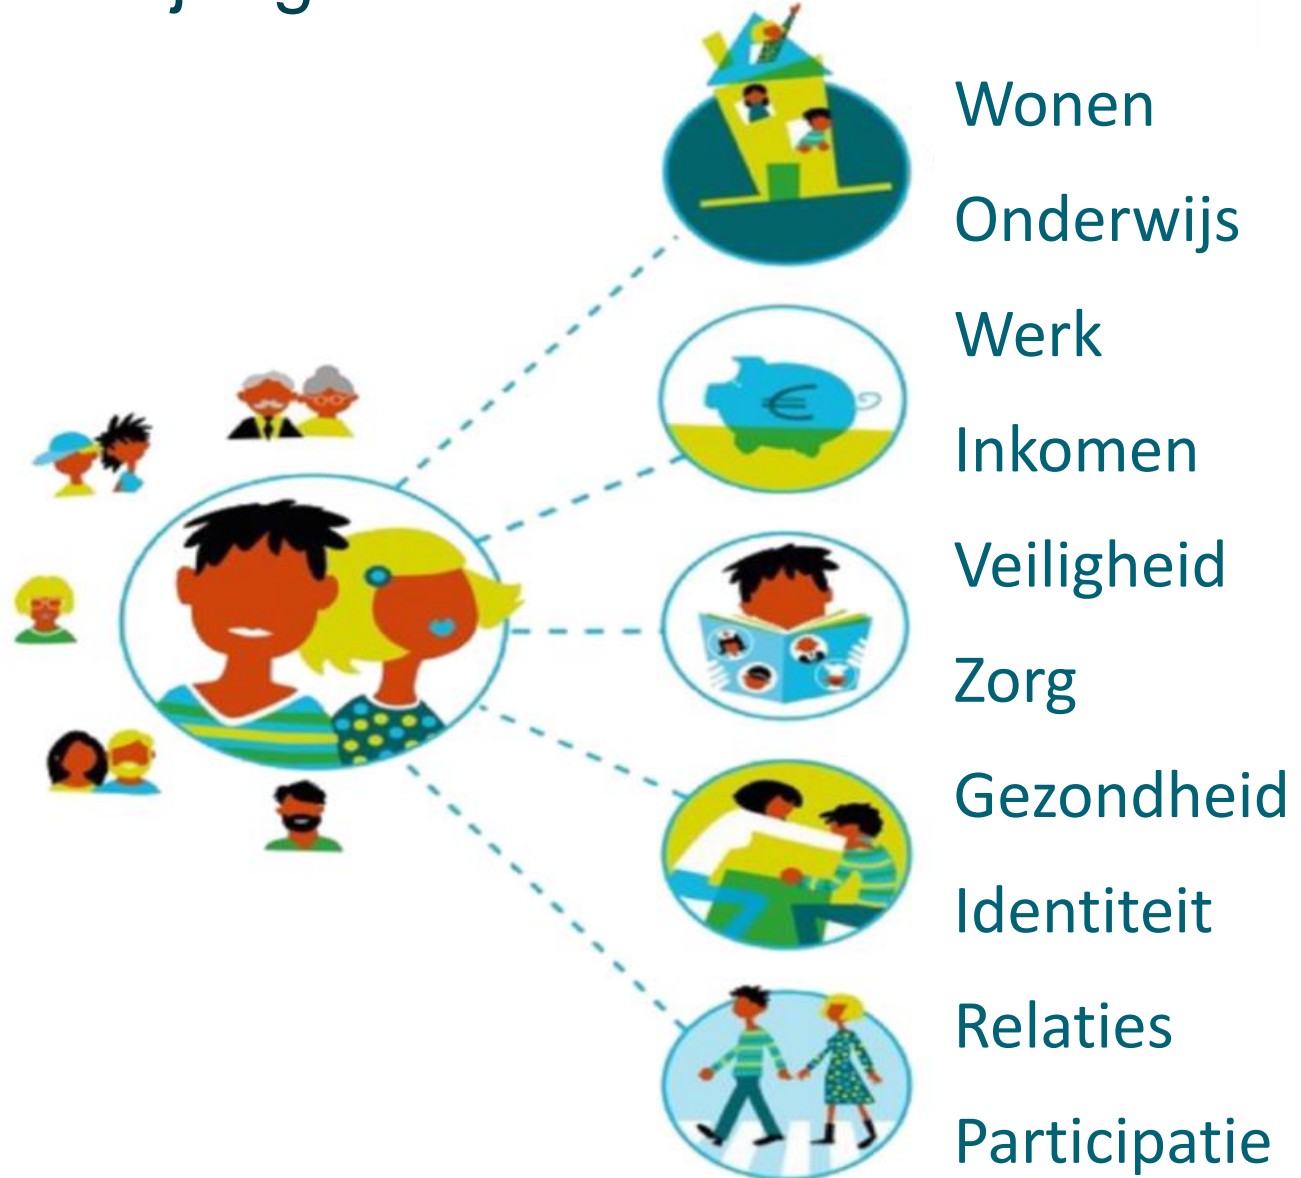 Wonen
Onderwijs
Werk
€
Inkomen
Veiligheid
Zorg
Gezondheid
Identiteit
Relaties
Participatie